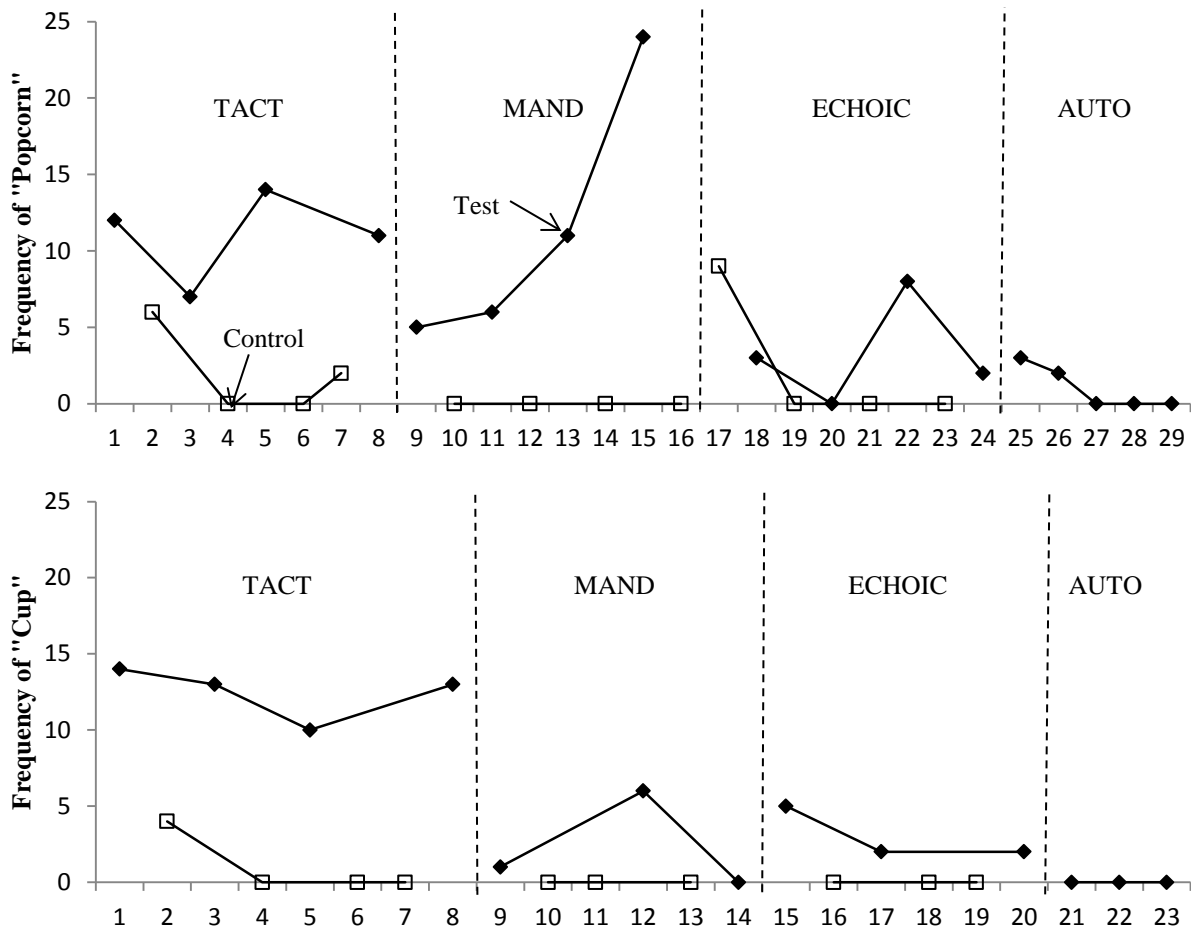 25
20
15
10
5
0
Frequency of "Popcorn"
TACT MAND ECHOIC AUTO
Test
Control
1 2 3 4 5 6 7 8 9 10 11 12 13 14 15 16 17 18 19 20 21 22 23 24 25 26 27 28 29
25
20
15
10
5
0
Frequency of "Cup"
TACT MAND ECHOIC AUTO
1 2 3 4 5 6 7 8 9 10 11 12 13 14 15 16 17 18 19 20 21 22 23